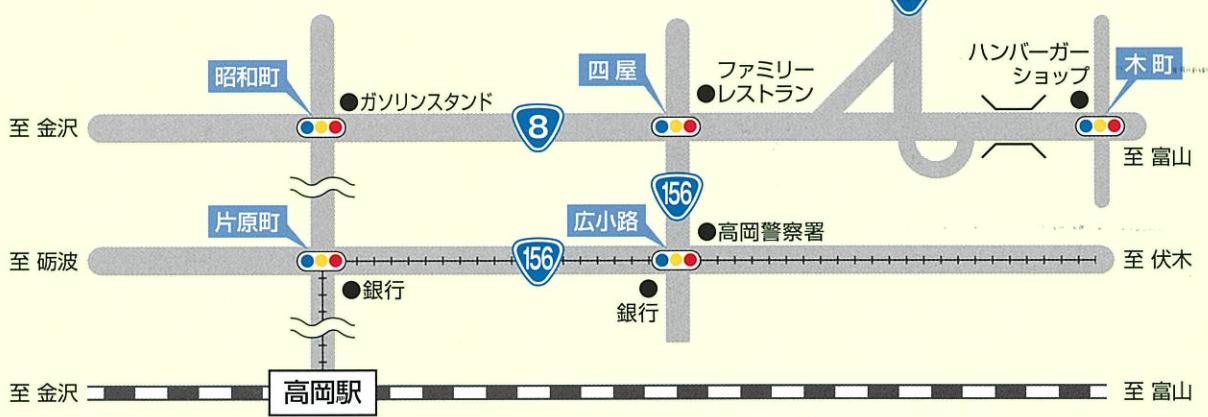 昭和町
ガソリンスタンド
四屋
ファミリー
レストラン
ハンバーガー
ショップ
木町
至 金沢
8
至 富山
156
片原町
広小路
高岡警察署
至 砺波
156
至 伏木
銀行
銀行
至 金沢
高岡駅
至 富山